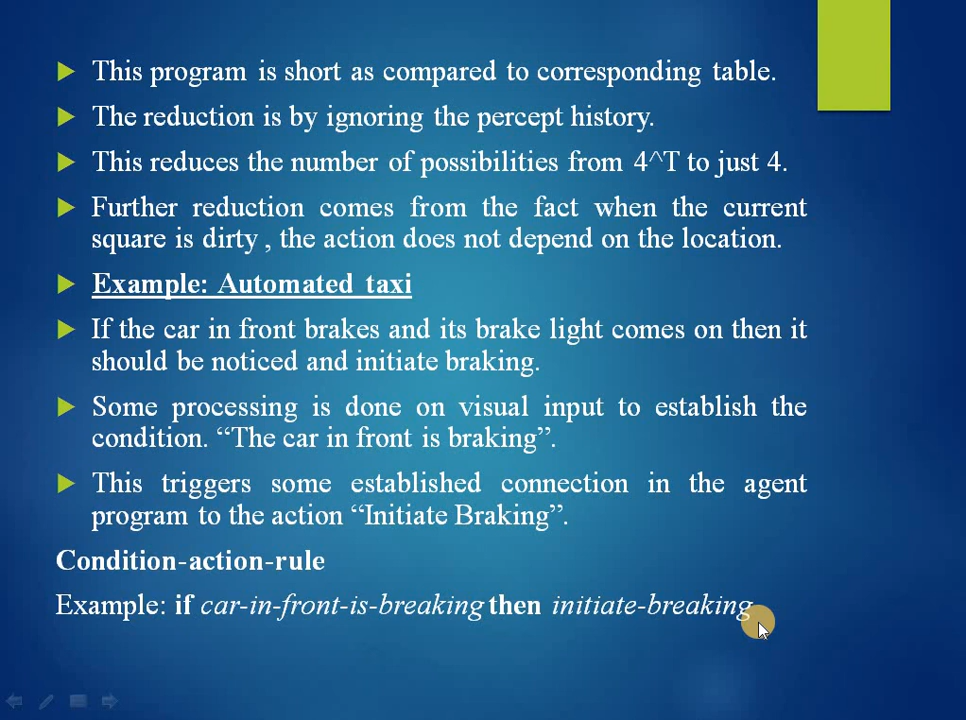 This program is short as compared to corresponding table.
The reduction is by ignoring the percept history.
This reduces the number of possibilities from 4^T to just 4.
Further reduction comes from the fact when the current
square is dirty , the action does not depend on the location.
Example: Automated taxi
If the car in front brakes and its brake light comes on then it
should be noticed and initiate braking.
Some processing is done on visual input to establish the
condition. “The car in front is braking”.
This triggers some established connection in the agent
program to the action “Initiate Braking”.
Condition-action-rule
Example: if car-in-front-is-breaking then initiate-breaking